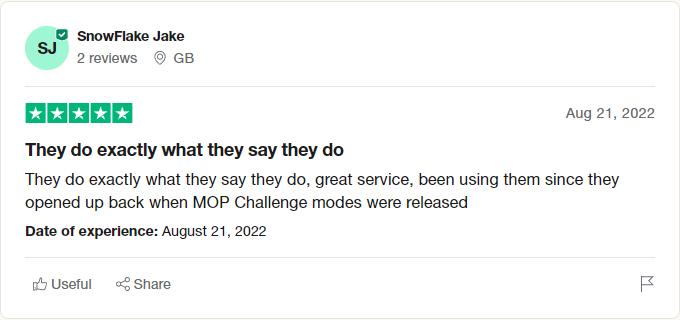 SJ
SnowFlake Jake
2 reviews GB
Aug 21, 2022
They do exactly what they say they do
They do exactly what they say they do, great service, been using them since they
opened up back when MOP Challenge modes were released
Date of experience: August 21, 2022
Useful Share